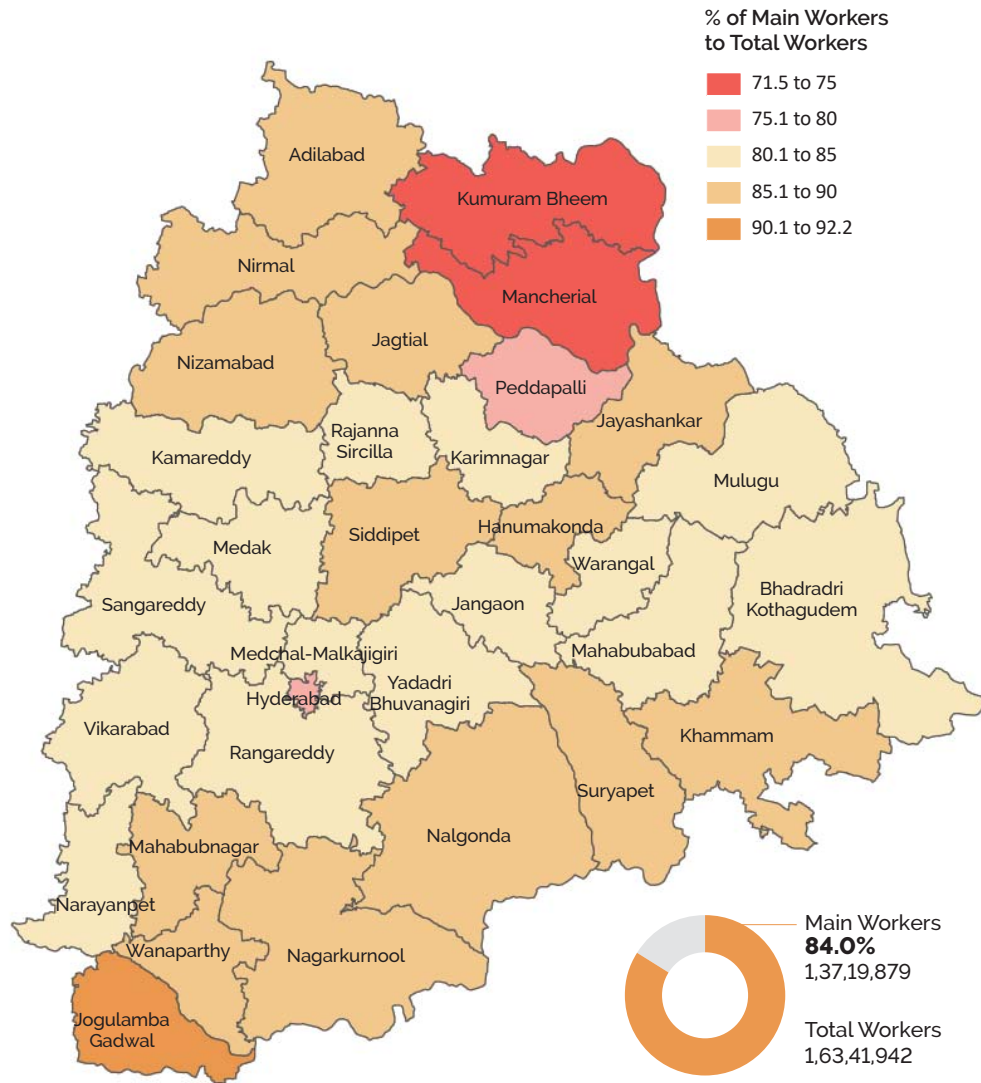 % of Main Workers
to Total Workers
71.5 to 75
75.1 to 80
80.1 to 85
85.1 to 90
90.1 to 92.2
Adilabad
Kumuram Bheem
Nirmal
Mancherial
Jagtial
Nizamabad
Peddapalli
Jayashankar
Rajanna
Sircilla
Kamareddy
Karimnagar
Mulugu
Siddipet
Hanumakonda
Medak
Warangal
Bhadradri
Kothagudem
Sangareddy
Jangaon
Mahabubabad
Medchal-Malkajigiri
Yadadri
Bhuvanagiri
Hyderabad
Vikarabad
Rangareddy
Khammam
Suryapet
Nalgonda
Mahabubnagar
Narayanpet
Wanaparthy
Nagarkurnool
Jogulamba
Gadwal
Main Workers
84.0%
1,37,19,879
Total Workers
1,63,41,942